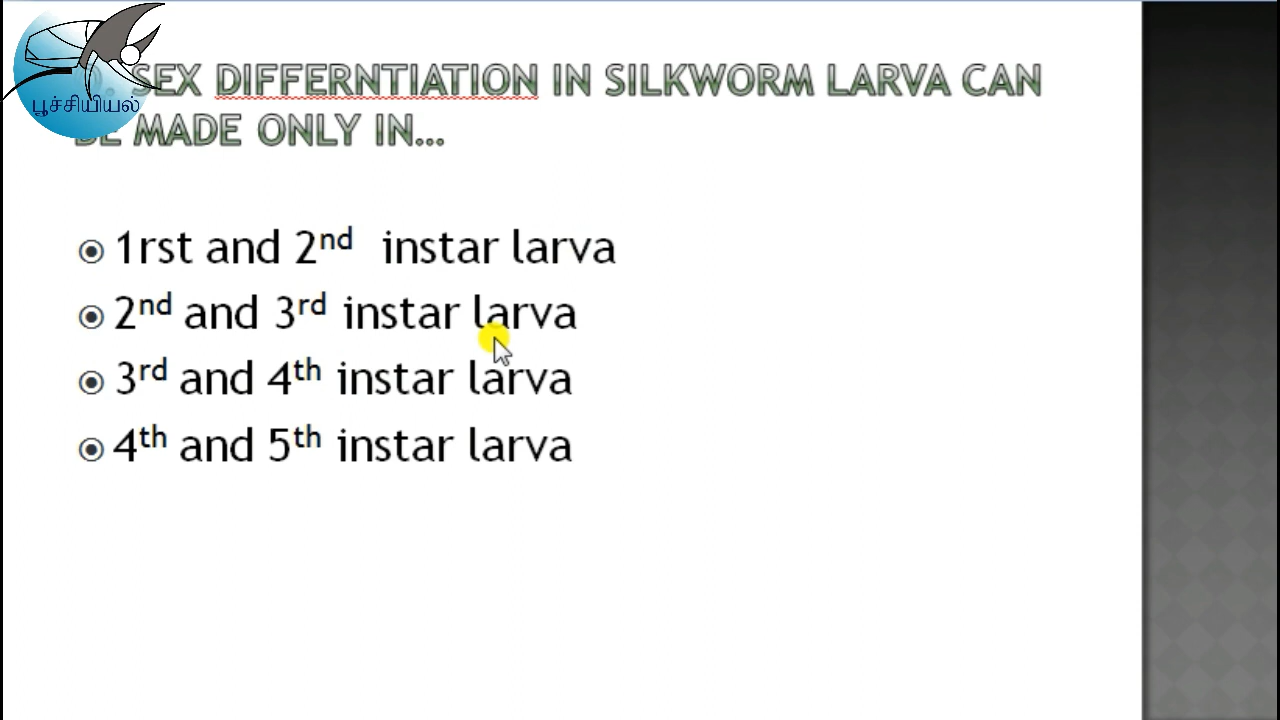 பூச்சியியல்
SEX DIFFERNTIATION IN SILKWORM LARVA CAN
BE MADE ONLY IN...
1rst and 2nd instar larva
2nd and 3rd instar larva
3rd and 4th instar larva
4th and 5th instar larva